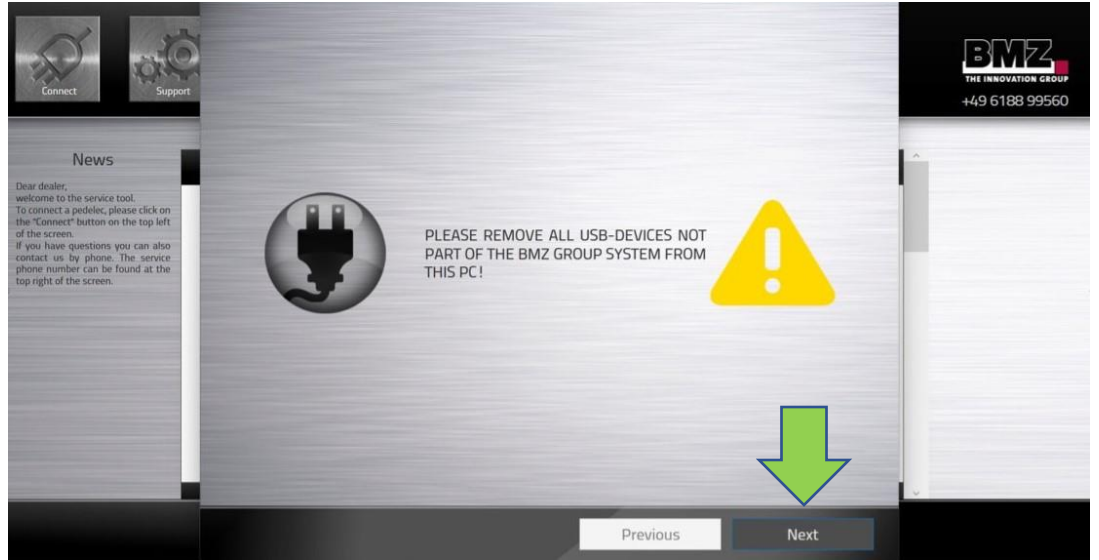 Connect
Support
BMZ
THE INNOVATION GROUP
+49 6188 99560
News
Dear dealer,
welcome to the service tool.
To connect a pedelec, please click on
the "Connect" button on the top left
of the screen.
If you have questions you can also
contact us by phone. The service
phone number can be found at the
top right of the screen.
PLEASE REMOVE ALL USB-DEVICES NOT
PART OF THE BMZ GROUP SYSTEM FROM
THIS PC!
Previous
Next